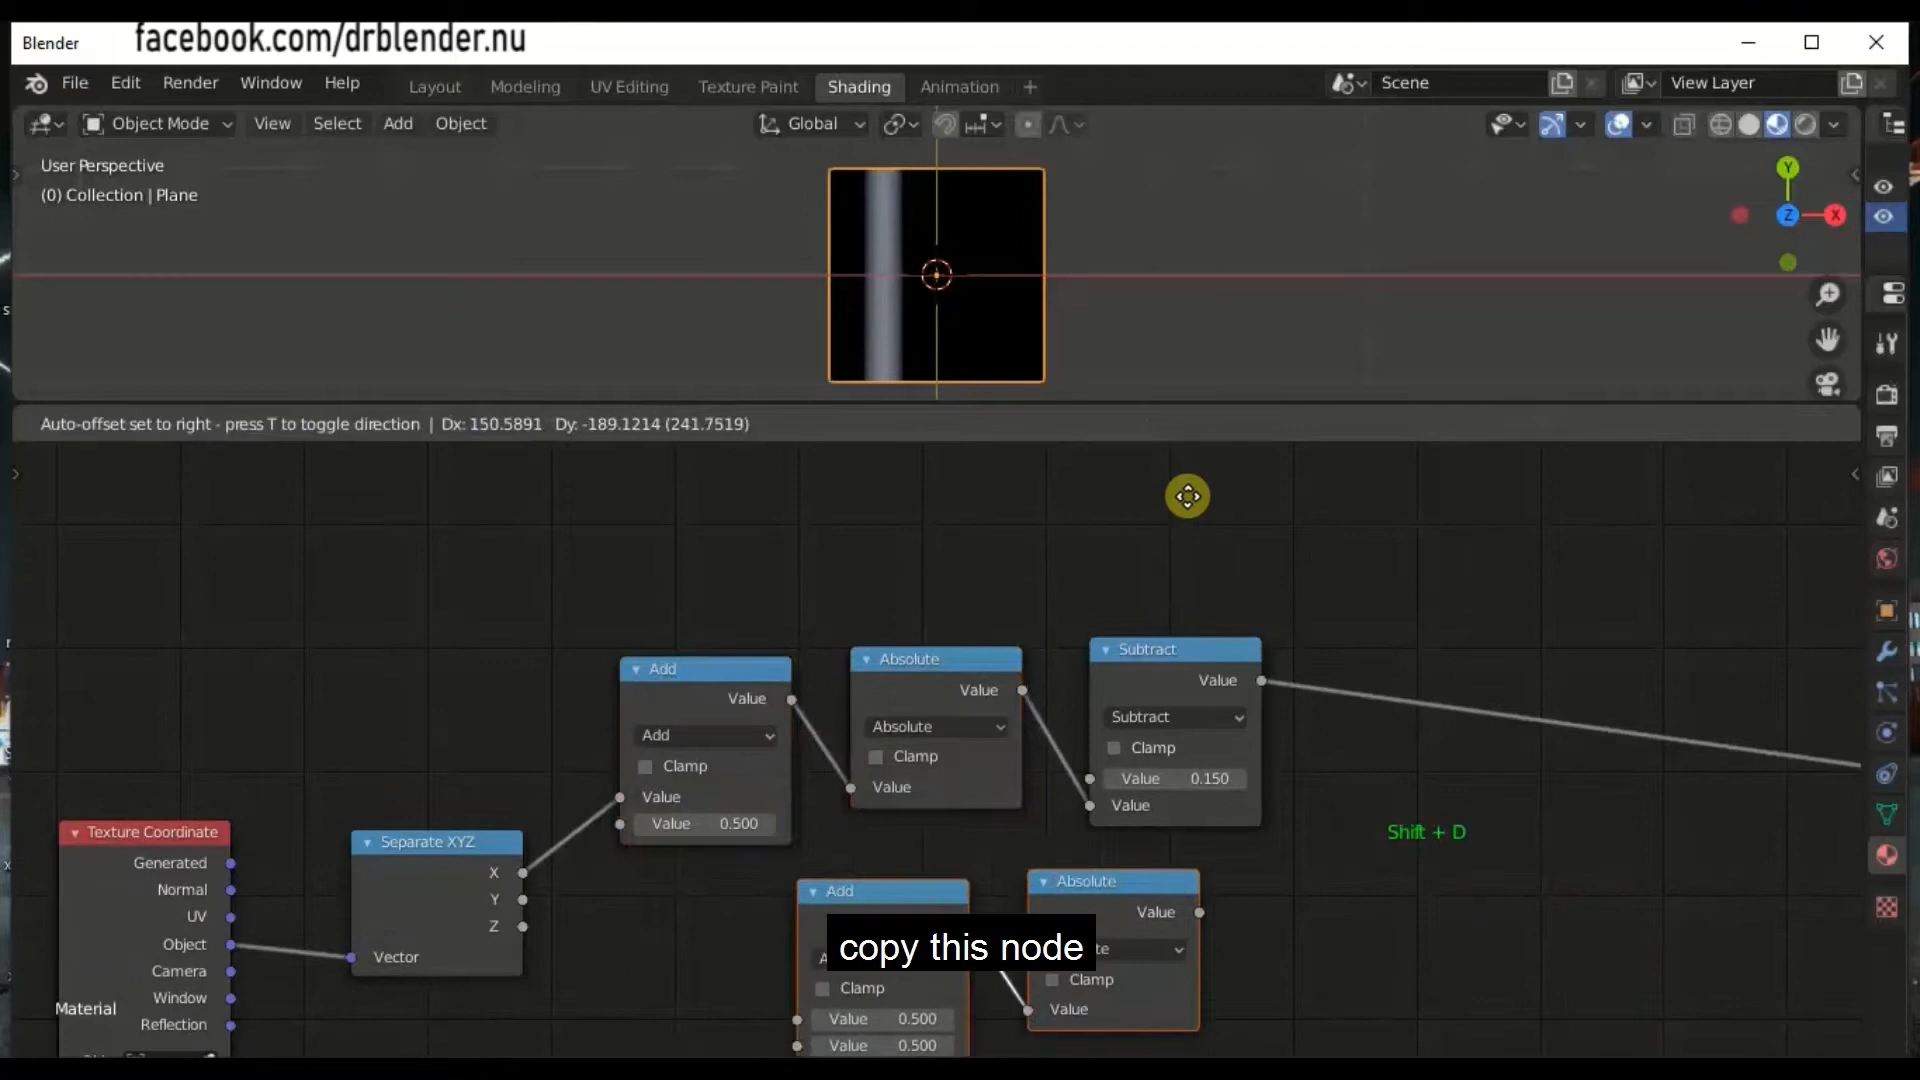 Blender
facebook.com/drblender.nu
File Edit Render Window Help
Layout Modeling UV Editing Texture Paint Shading Animation +
Scene
View Layer
Object Mode View Select Add Object
Global
User Perspective
(0) Collection | Plane
Y
Z X
Auto-offset set to right - press T to toggle direction | Dx: 150.5891 Dy: -189.1214 (241.7519)
Add
Value
Add
Clamp
Value
Value 0.500
Absolute
Value
Absolute
Clamp
Value
Subtract
Value
Subtract
Clamp
Value 0.150
Value
Shift + D
Texture Coordinate
Generated
Normal
UV
Object
Camera
Window
Reflection
Material
Separate XYZ
X
Y
Z
Vector
Add
Clamp
Value 0.500
Value 0.500
Absolute
Value
Clamp
Value
copy this node